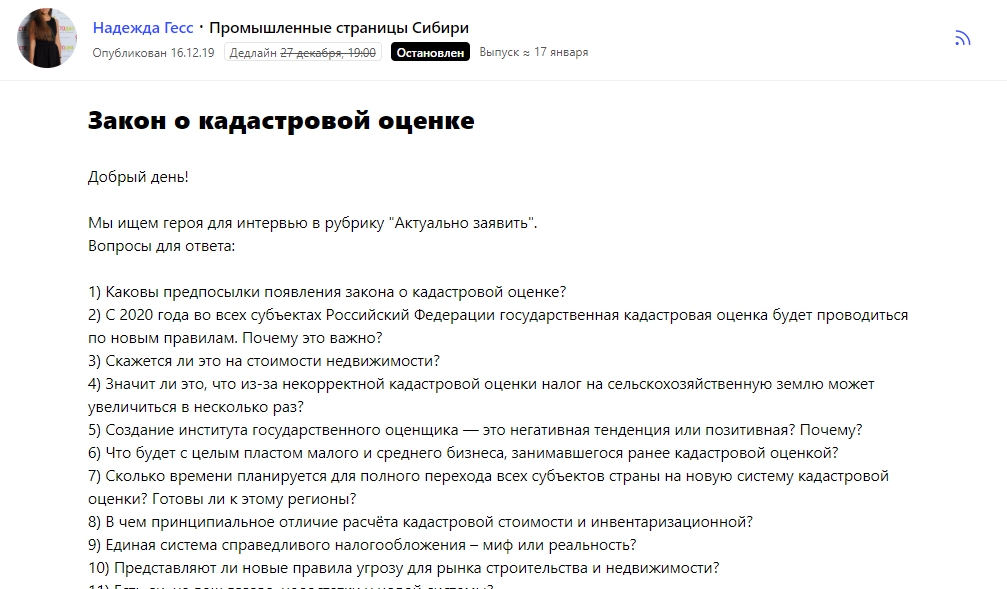 Надежда Гесс · Промышленные страницы Сибири
Опубликован 16.12.19 Дедлайн 27 декабря, 19:00 Остановлен Выпуск ≈ 17 января
Закон о кадастровой оценке
Добрый день!
Мы ищем героя для интервью в рубрику "Актуально заявить".
Вопросы для ответа:
1) Каковы предпосылки появления закона о кадастровой оценке?
2) С 2020 года во всех субъектах Российский Федерации государственная кадастровая оценка будет проводиться
по новым правилам. Почему это важно?
3) Скажется ли это на стоимости недвижимости?
4) Значит ли это, что из-за некорректной кадастровой оценки налог на сельскохозяйственную землю может
увеличиться в несколько раз?
5) Создание института государственного оценщика — это негативная тенденция или позитивная? Почему?
6) Что будет с целым пластом малого и среднего бизнеса, занимавшегося ранее кадастровой оценкой?
7) Сколько времени планируется для полного перехода всех субъектов страны на новую систему кадастровой
оценки? Готовы ли к этому регионы?
8) В чем принципиальное отличие расчёта кадастровой стоимости и инвентаризационной?
9) Единая система справедливого налогообложения – миф или реальность?
10) Представляют ли новые правила угрозу для рынка строительства и недвижимости?